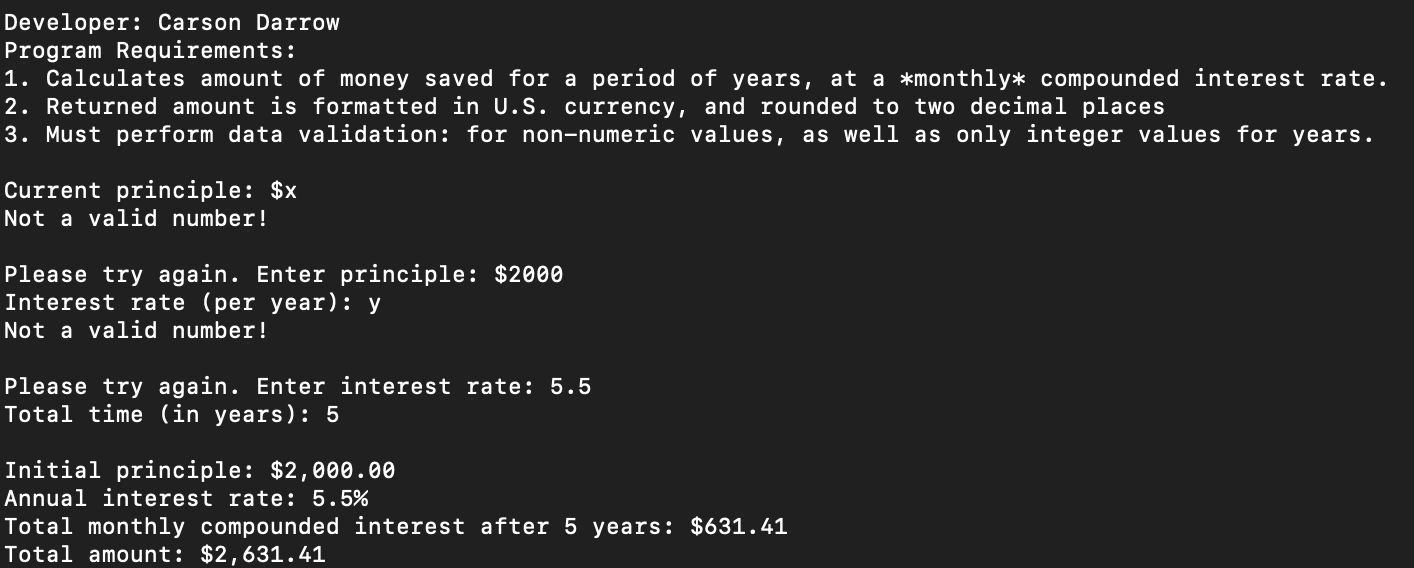 Developer: Carson Darrow
Program Requirements:
1. Calculates amount of money saved for a period of years, at a *monthly* compounded interest rate.
2. Returned amount is formatted in U.S. currency, and rounded to two decimal places
3. Must perform data validation: for non-numeric values, as well as only integer values for years.
Current principle: $x
Not a valid number!
Please try again. Enter principle: $2000
Interest rate (per year): y
Not a valid number!
Please try again. Enter interest rate: 5.5
Total time (in years): 5
Initial principle: $2,000.00
Annual interest rate: 5.5%
Total monthly compounded interest after 5 years: $631.41
Total amount: $2,631.41